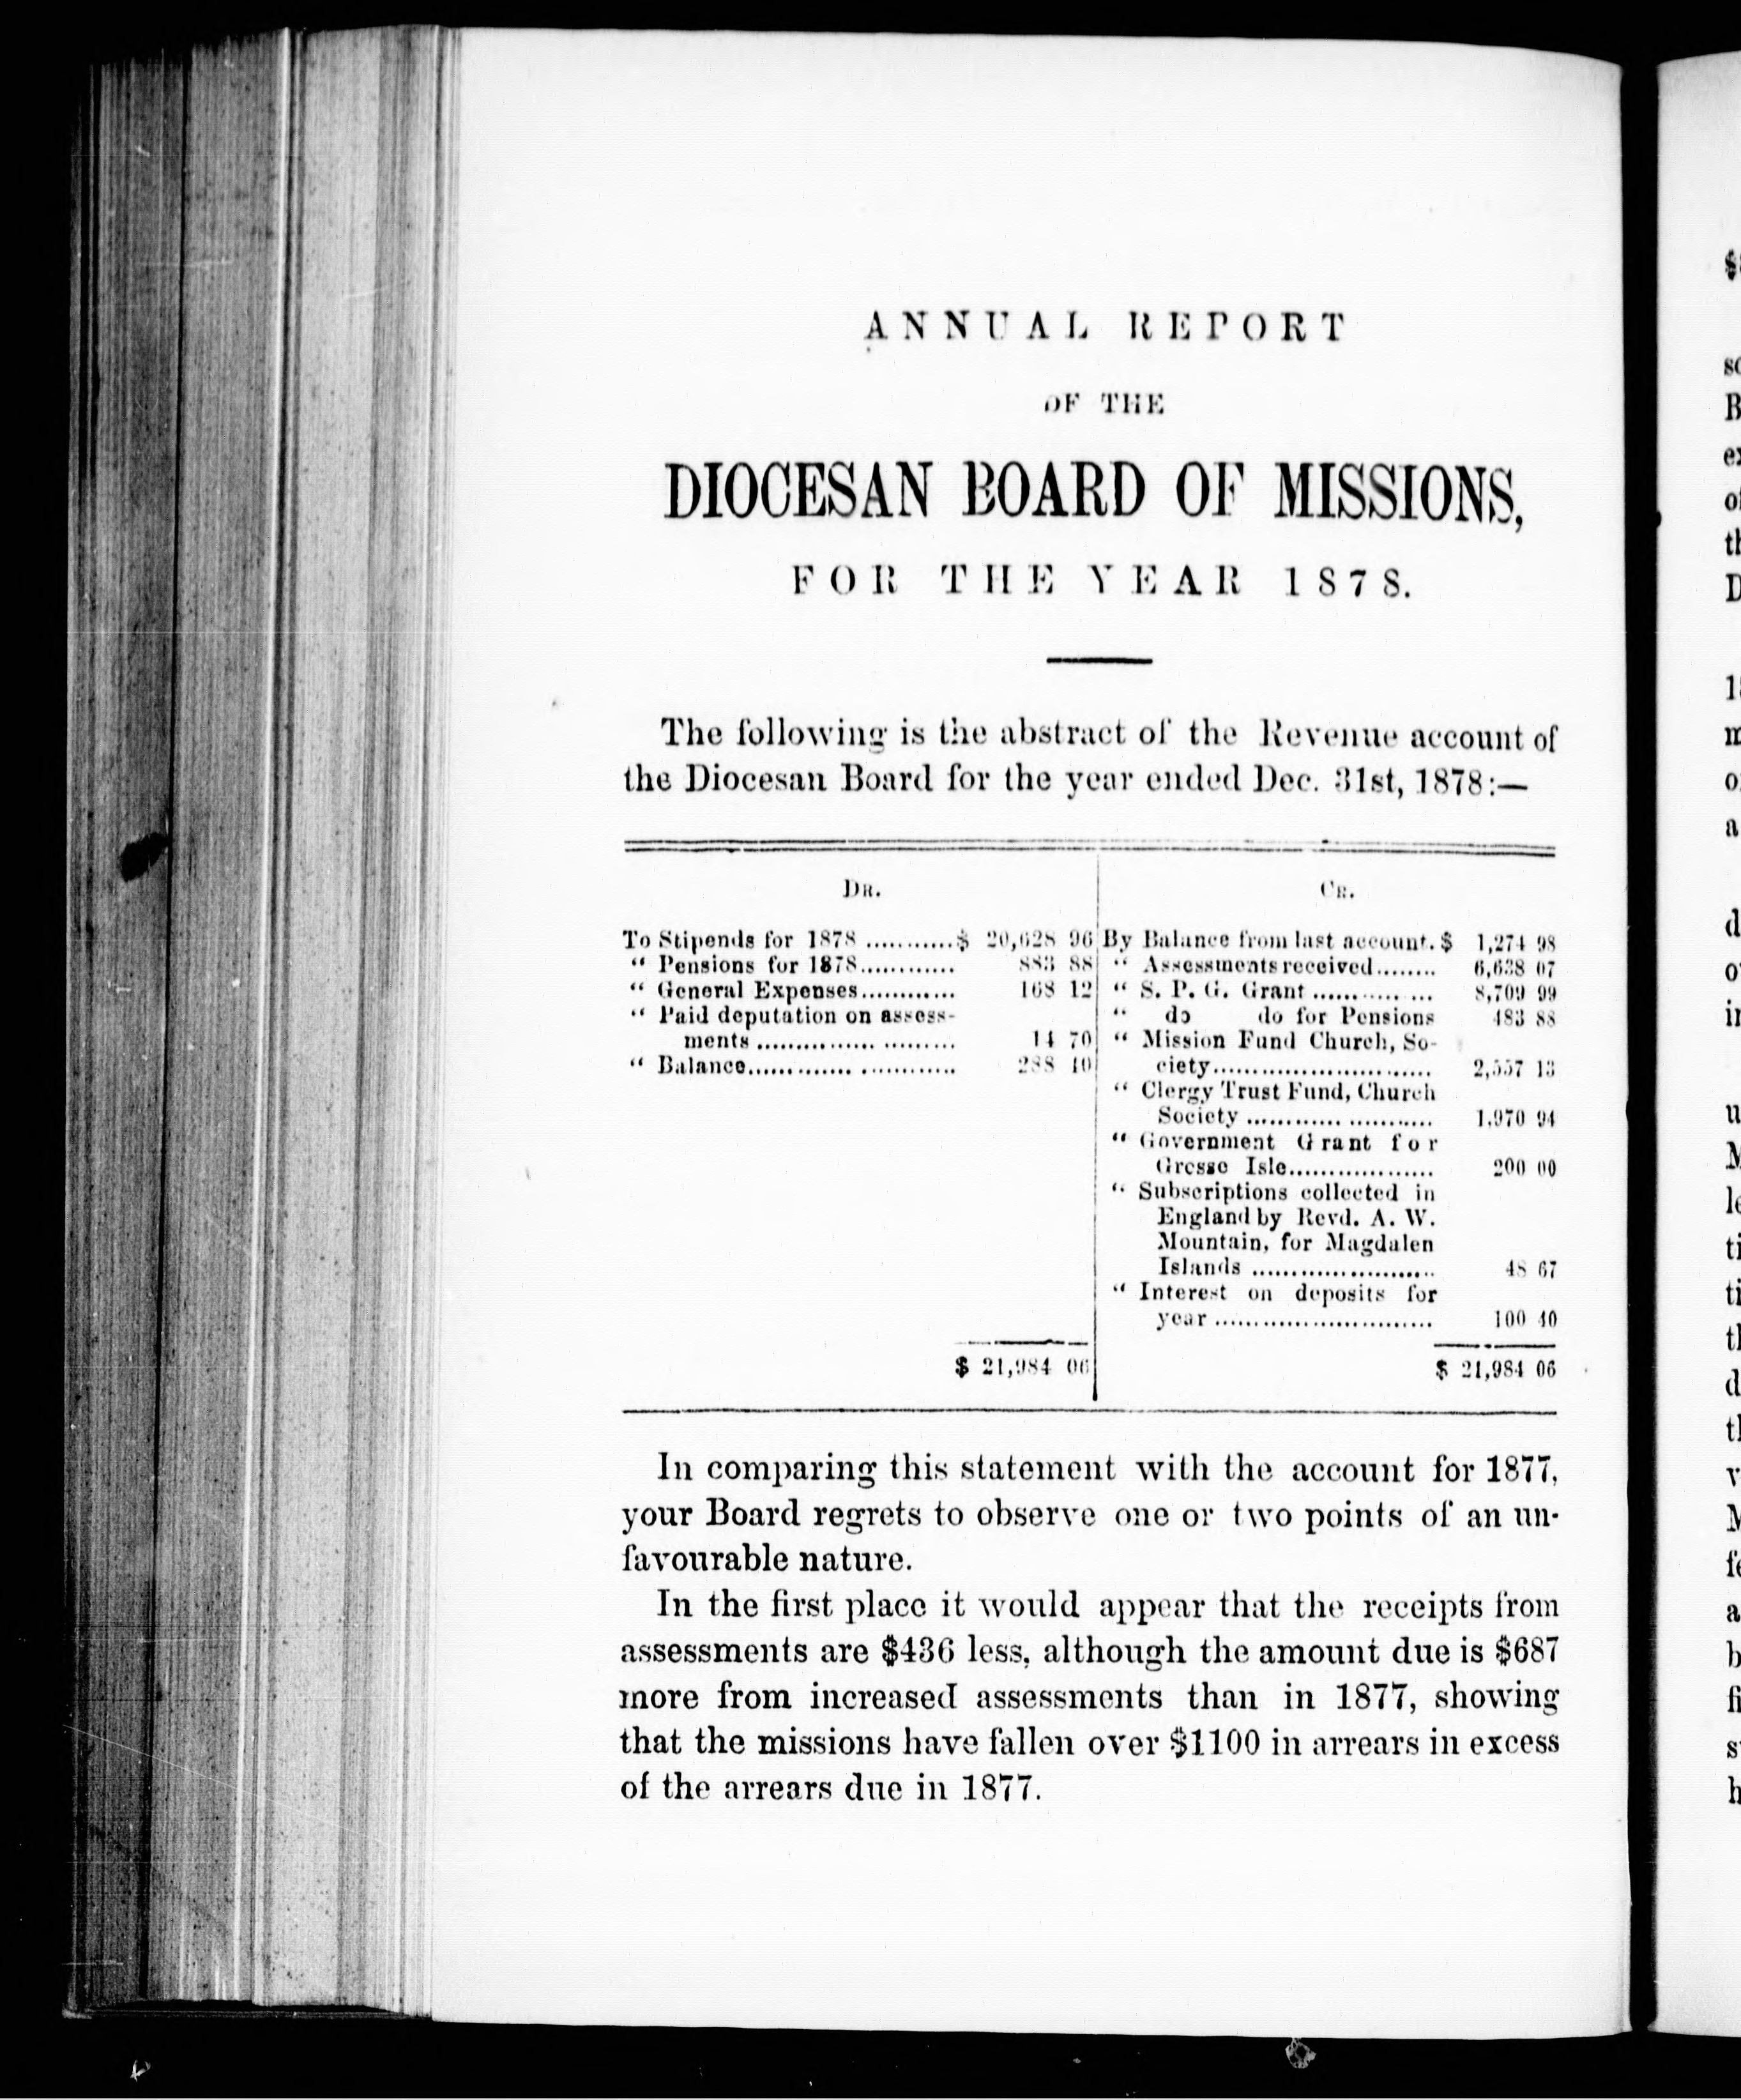 ANNUAL REPORT
OF THE
DIOCESAN BOARD OF MISSIONS,
FOR THE YEAR 1878.
The following is the abstract of the Revenue account of
the Diocesan Board for the year ended Dec. 31st, 1878:—
DR.
To Stipends for 1878 ...........$ 20,628 96
" Pensions for 1878............ 883 88
" General Expenses............ 168 12
" Paid deputation on assess-
ments ......................... 14 70
" Balance.......................... 288 40
$ 21,984 06
CR.
By Balance from last account. $ 1,274 98
" Assessments received........ 6,638 07
" S. P. G. Grant ............... 8,709 99
" do do for Pensions 483 88
" Mission Fund Church, So-
ciety............................ 2,557 13
" Clergy Trust Fund, Church
Society ........................ 1,970 94
" Government Grant for
Gresse Isle.................. 200 00
" Subscriptions collected in
England by Revd. A. W.
Mountain, for Magdalen
Islands ....................... 48 67
" Interest on deposits for
year ........................... 100 40
$ 21,984 06
In comparing this statement with the account for 1877,
your Board regrets to observe one or two points of an un-
favourable nature.
In the first place it would appear that the receipts from
assessments are $436 less, although the amount due is $687
more from increased assessments than in 1877, showing
that the missions have fallen over $1100 in arrears in excess
of the arrears due in 1877.